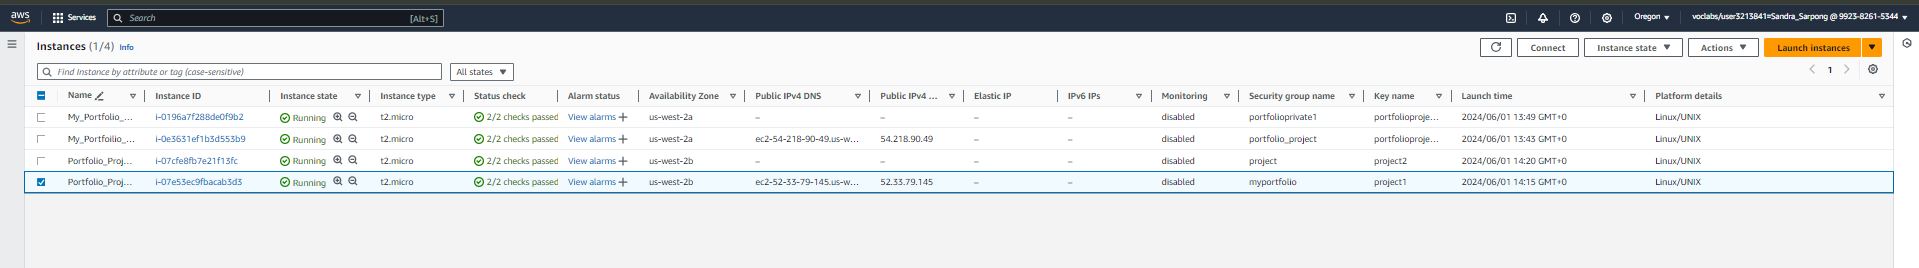 aws Services Search [Alt+S] Oregon voclabs/user3213841=Sandra_Sarpong @ 9923-8261-5344
Instances (1/4) Info Connect Instance state Actions Launch instances
Find Instance by attribute or tag (case-sensitive) All states 1
Name Instance ID Instance state Instance type Status check Alarm status Availability Zone Public IPv4 DNS Public IPv4 ... Elastic IP IPv6 IPs Monitoring Security group name Key name Launch time Platform details
My_Portfolio_... i-0196a7f288de0f9b2 Running t2.micro 2/2 checks passed View alarms + us-west-2a – – – – disabled portfolioprivate1 portfolioproje... 2024/06/01 13:49 GMT+0 Linux/UNIX
My_Portfolio_... i-0e3631ef1b3d553b9 Running t2.micro 2/2 checks passed View alarms + us-west-2a ec2-54-218-90-49.us-w... 54.218.90.49 – – disabled portfolio_project portfolioproje... 2024/06/01 13:43 GMT+0 Linux/UNIX
Portfolio_Proj... i-07cfe8fb7e21f13fc Running t2.micro 2/2 checks passed View alarms + us-west-2b – – – – disabled project project2 2024/06/01 14:20 GMT+0 Linux/UNIX
Portfolio_Proj... i-07e53ec9fbacab3d3 Running t2.micro 2/2 checks passed View alarms + us-west-2b ec2-52-33-79-145.us-w... 52.33.79.145 – – disabled myportfolio project1 2024/06/01 14:15 GMT+0 Linux/UNIX